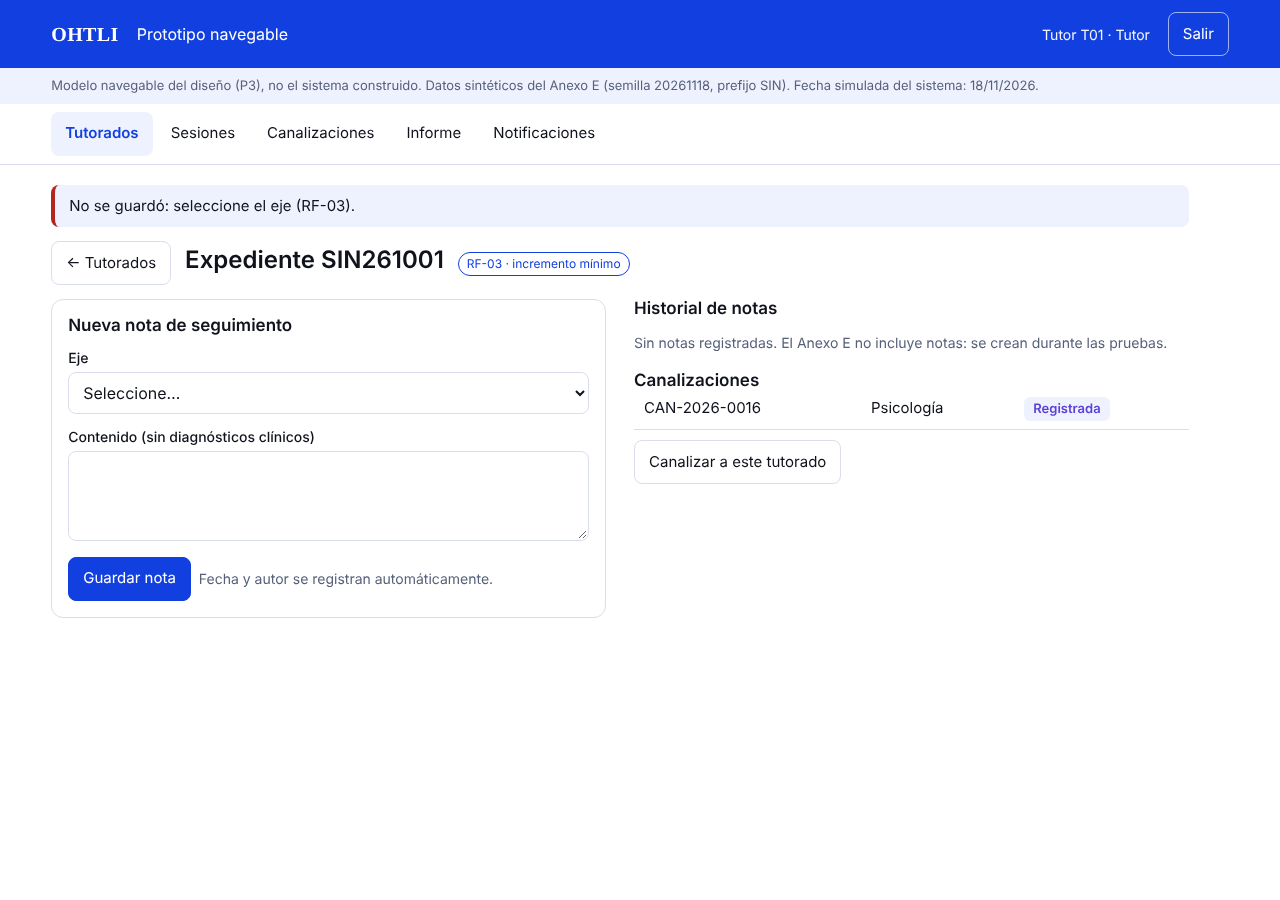 OHTLI Prototipo navegable Tutor T01 · Tutor Salir
Modelo navegable del diseño (P3), no el sistema construido. Datos sintéticos del Anexo E (semilla 20261118, prefijo SIN). Fecha simulada del sistema: 18/11/2026.
Tutorados Sesiones Canalizaciones Informe Notificaciones
No se guardó: seleccione el eje (RF-03).
← Tutorados Expediente SIN261001 RF-03 · incremento mínimo
Nueva nota de seguimiento
Eje
Seleccione...
Contenido (sin diagnósticos clínicos)
Guardar nota Fecha y autor se registran automáticamente.
Historial de notas
Sin notas registradas. El Anexo E no incluye notas: se crean durante las pruebas.
Canalizaciones
CAN-2026-0016 Psicología Registrada
Canalizar a este tutorado